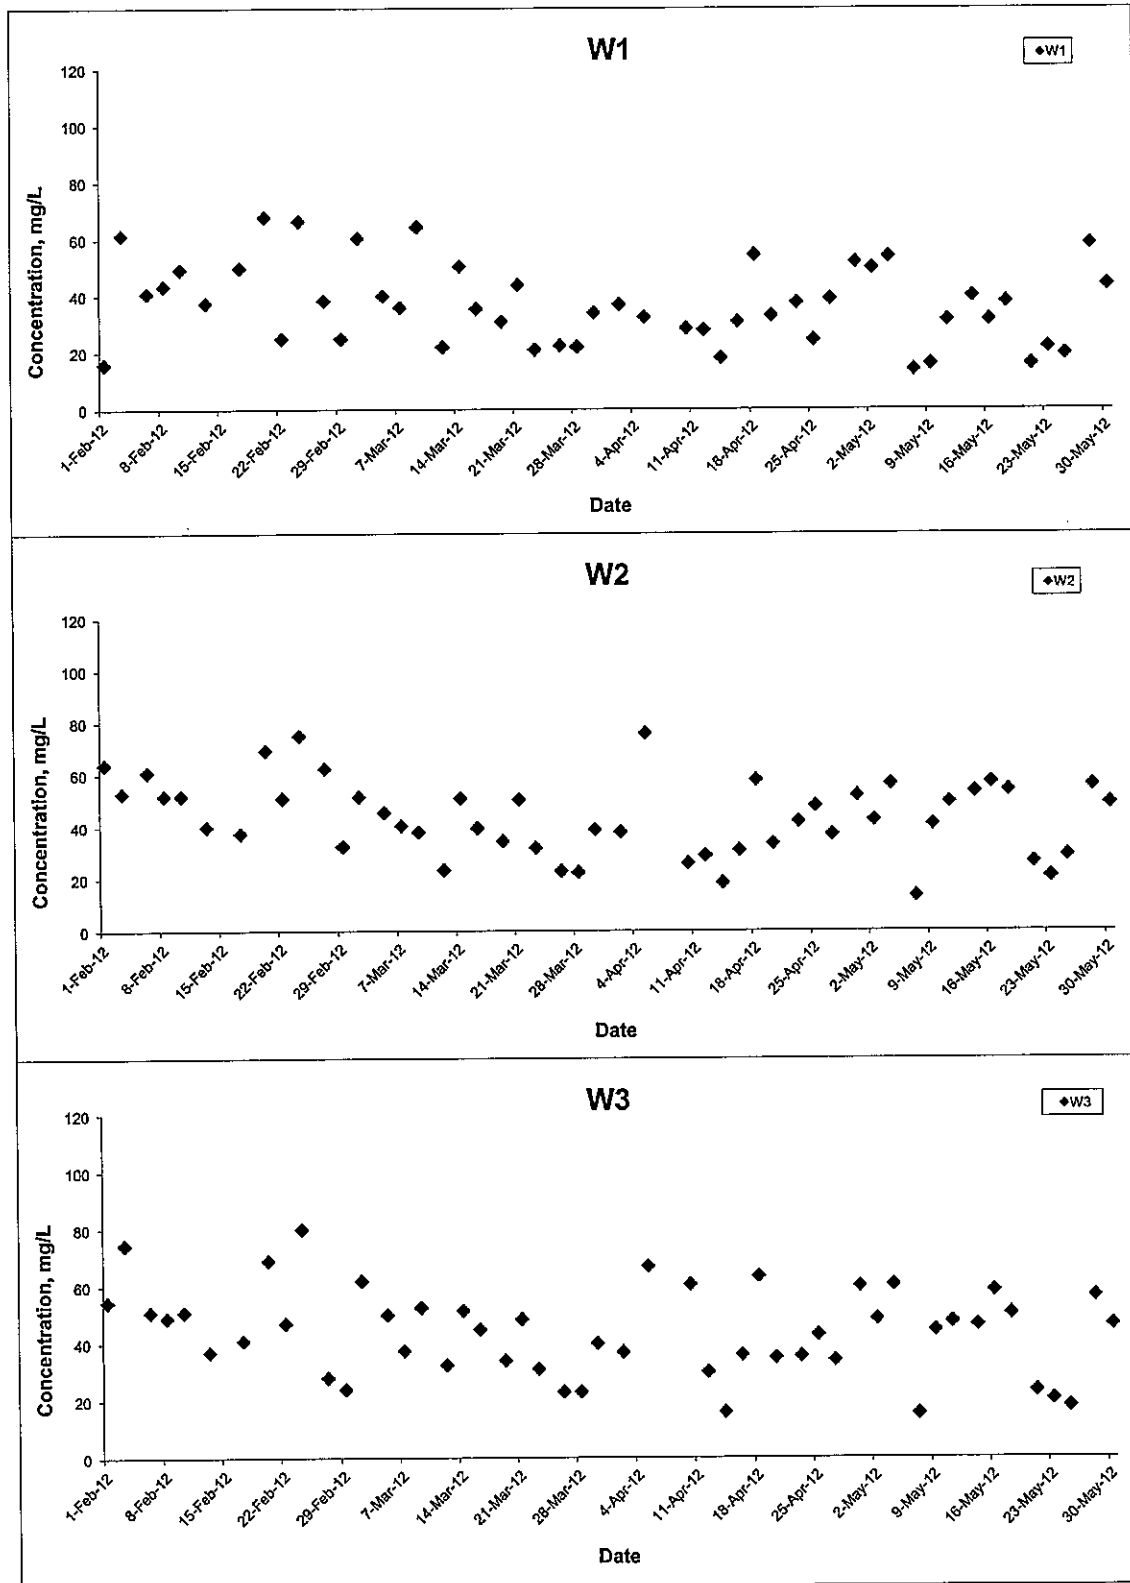 W1
◆W1
120
100
80
60
40
20
0
Concentration, mg/L
1-Feb-12
8-Feb-12
15-Feb-12
22-Feb-12
29-Feb-12
7-Mar-12
14-Mar-12
21-Mar-12
28-Mar-12
4-Apr-12
11-Apr-12
18-Apr-12
25-Apr-12
2-May-12
9-May-12
16-May-12
23-May-12
30-May-12
Date
W2
◆W2
120
100
80
60
40
20
0
Concentration, mg/L
1-Feb-12
8-Feb-12
15-Feb-12
22-Feb-12
29-Feb-12
7-Mar-12
14-Mar-12
21-Mar-12
28-Mar-12
4-Apr-12
11-Apr-12
18-Apr-12
25-Apr-12
2-May-12
9-May-12
16-May-12
23-May-12
30-May-12
Date
W3
◆W3
120
100
80
60
40
20
0
Concentration, mg/L
1-Feb-12
8-Feb-12
15-Feb-12
22-Feb-12
29-Feb-12
7-Mar-12
14-Mar-12
21-Mar-12
28-Mar-12
4-Apr-12
11-Apr-12
18-Apr-12
25-Apr-12
2-May-12
9-May-12
16-May-12
23-May-12
30-May-12
Date